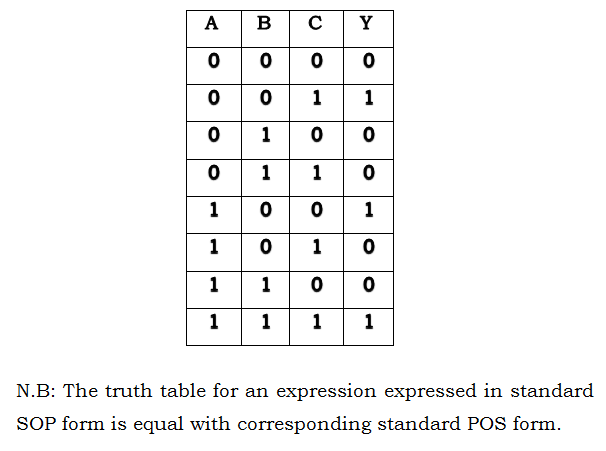 A B C Y
0 0 0 0
0 0 1 1
0 1 0 0
0 1 1 0
1 0 0 1
1 0 1 0
1 1 0 0
1 1 1 1
N.B: The truth table for an expression expressed in standard
SOP form is equal with corresponding standard POS form.